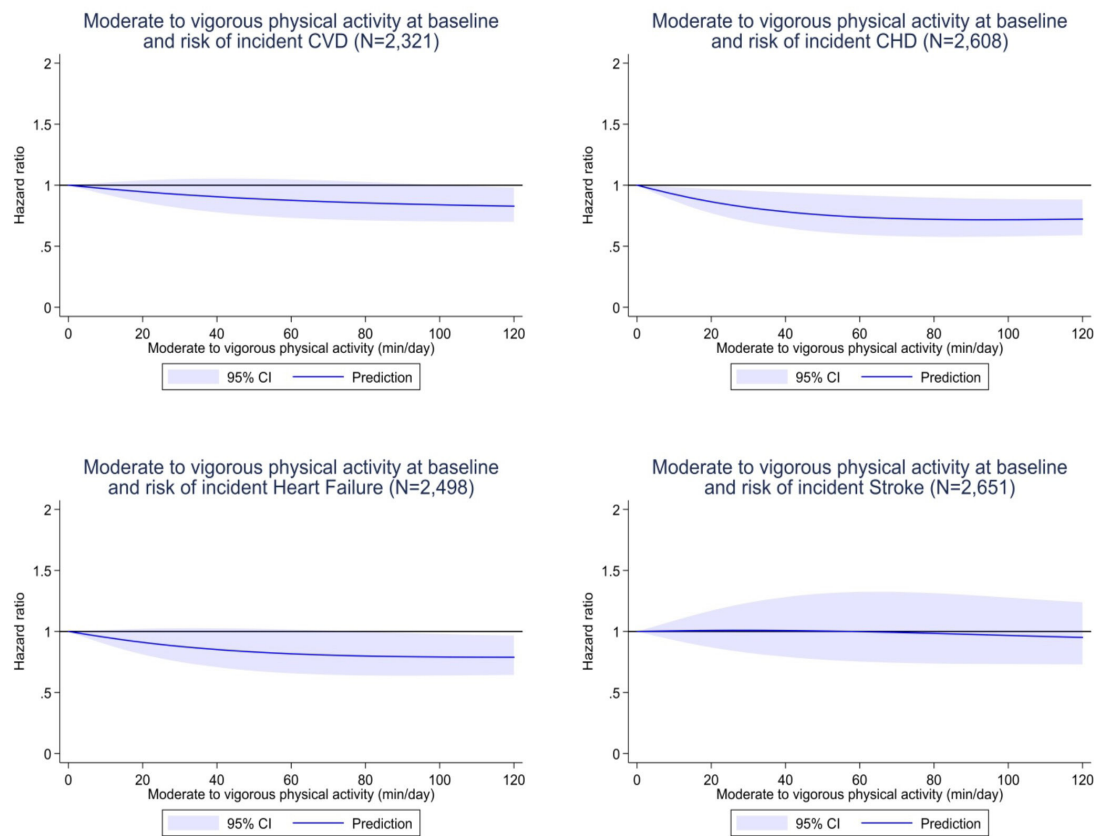 Moderate to vigorous physical activity at baseline
and risk of incident CVD (N=2,321)
2
1.5
1
.5
0
Hazard ratio
0 20 40 60 80 100 120
Moderate to vigorous physical activity (min/day)
95% CI Prediction
Moderate to vigorous physical activity at baseline
and risk of incident CHD (N=2,608)
2
1.5
1
.5
0
Hazard ratio
0 20 40 60 80 100 120
Moderate to vigorous physical activity (min/day)
95% CI Prediction
Moderate to vigorous physical activity at baseline
and risk of incident Heart Failure (N=2,498)
2
1.5
1
.5
0
Hazard ratio
0 20 40 60 80 100 120
Moderate to vigorous physical activity (min/day)
95% CI Prediction
Moderate to vigorous physical activity at baseline
and risk of incident Stroke (N=2,651)
2
1.5
1
.5
0
Hazard ratio
0 20 40 60 80 100 120
Moderate to vigorous physical activity (min/day)
95% CI Prediction